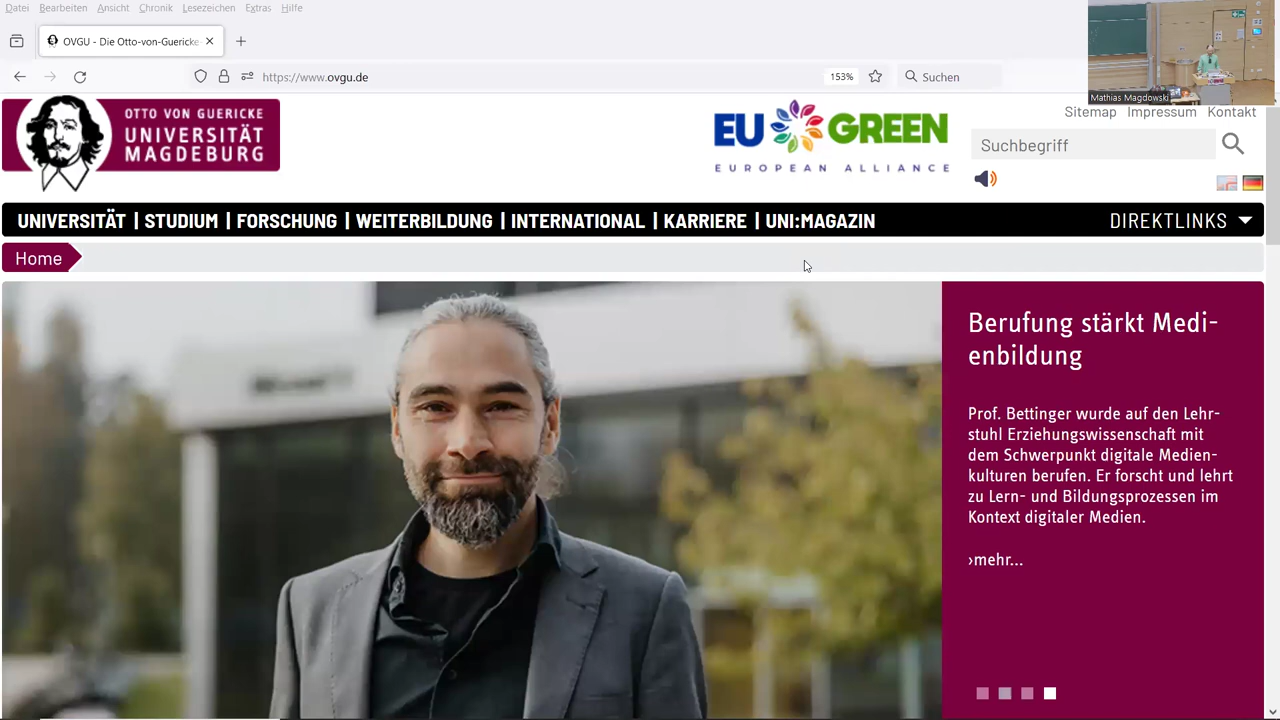 Datei Bearbeiten Ansicht Chronik Lesezeichen Extras Hilfe
OVGU - Die Otto-von-Guericke
https://www.ovgu.de
153%
Suchen
Mathias Magdowski
OTTO VON GUERICKE
UNIVERSITÄT
MAGDEBURG
EU GREEN
EUROPEAN ALLIANCE
Sitemap Impressum Kontakt
Suchbegriff
UNIVERSITÄT | STUDIUM | FORSCHUNG | WEITERBILDUNG | INTERNATIONAL | KARRIERE | UNI:MAGAZIN
DIREKTLINKS
Home
Berufung stärkt Medi-
enbildung
Prof. Bettinger wurde auf den Lehr-
stuhl Erziehungswissenschaft mit
dem Schwerpunkt digitale Medien-
kulturen berufen. Er forscht und lehrt
zu Lern- und Bildungsprozessen im
Kontext digitaler Medien.
›mehr...